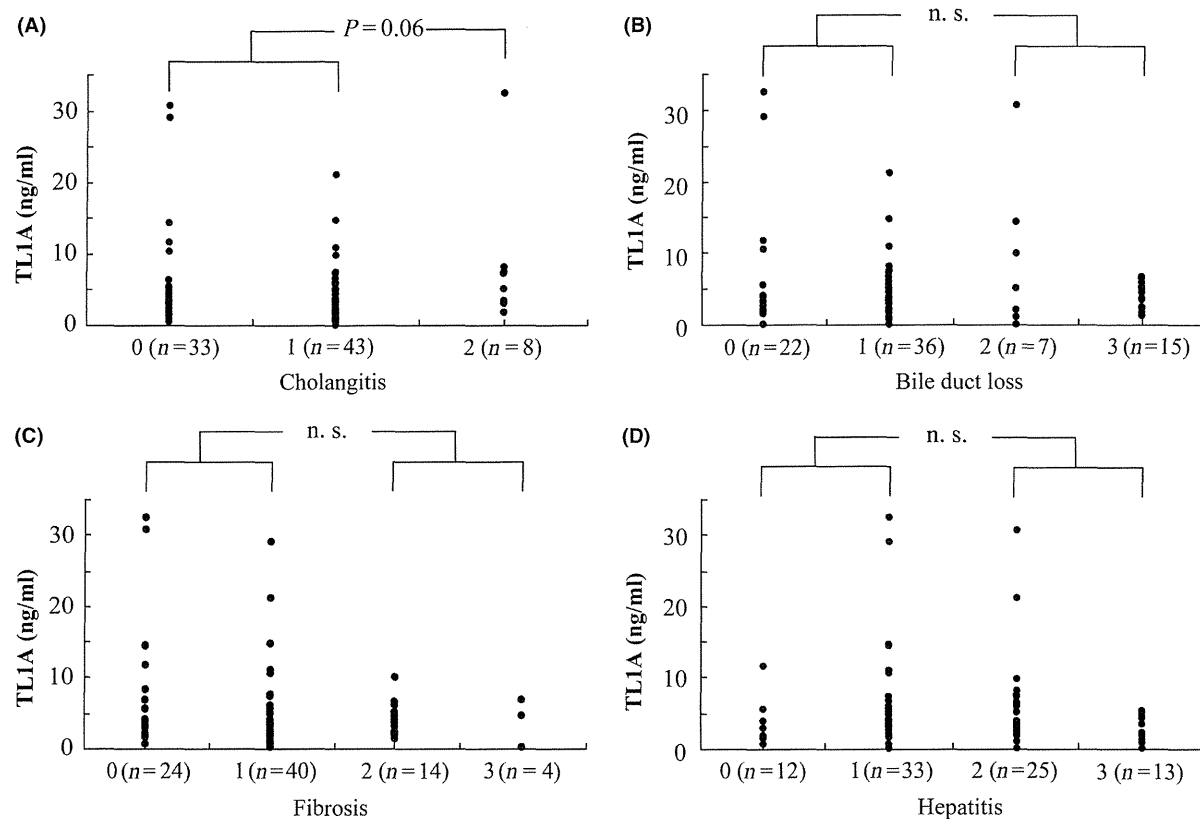 (A)
P=0.06
TL1A (ng/ml)
30
20
10
0
0 (n=33) 1 (n=43) 2 (n=8)
Cholangitis
(B)
n. s.
TL1A (ng/ml)
30
20
10
0
0 (n=22) 1 (n=36) 2 (n=7) 3 (n=15)
Bile duct loss
(C)
n. s.
TL1A (ng/ml)
30
20
10
0
0 (n=24) 1 (n=40) 2 (n=14) 3 (n=4)
Fibrosis
(D)
n. s.
TL1A (ng/ml)
30
20
10
0
0 (n=12) 1 (n=33) 2 (n=25) 3 (n=13)
Hepatitis